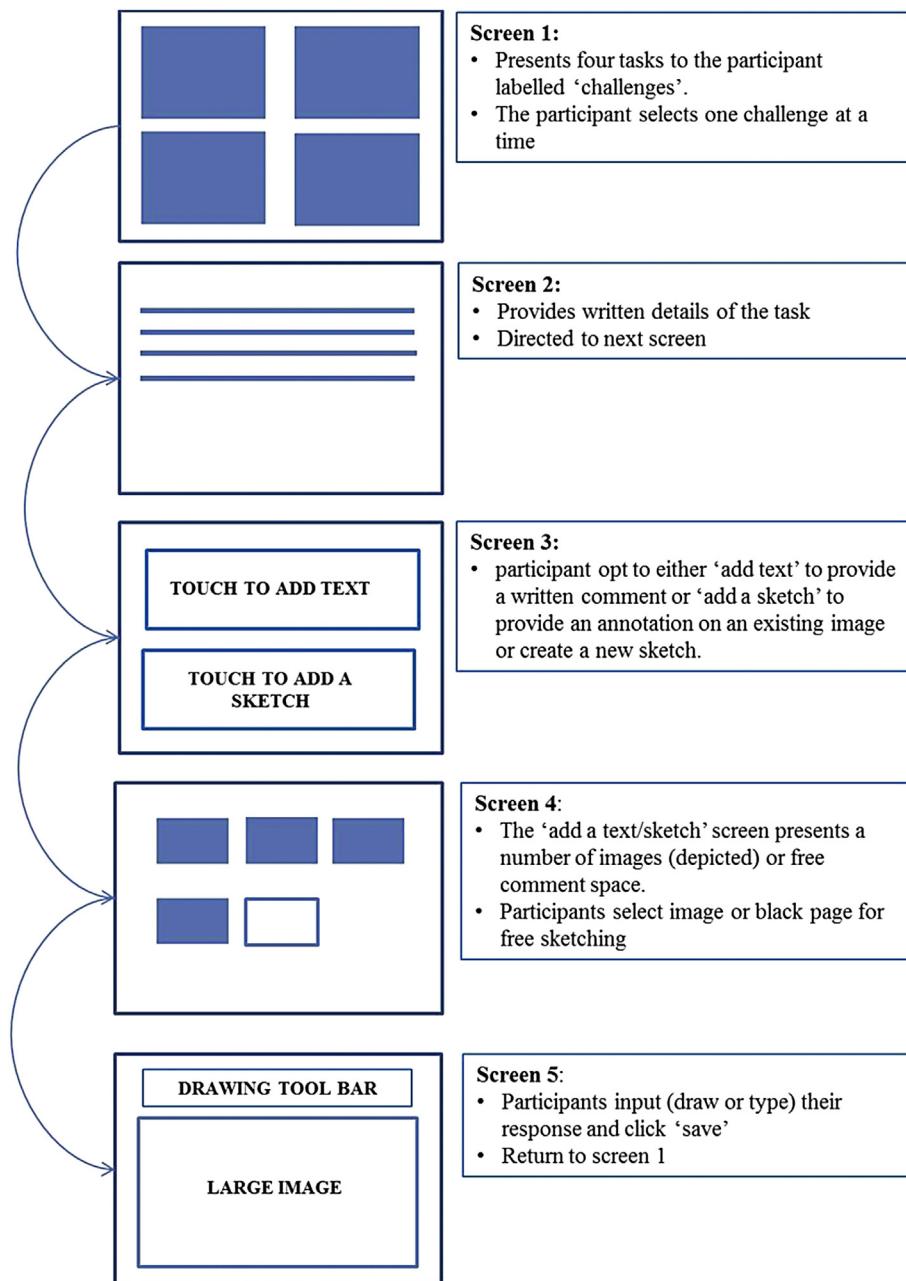 Screen 1:
• Presents four tasks to the participant
labelled ‘challenges’.
• The participant selects one challenge at a
time
Screen 2:
• Provides written details of the task
• Directed to next screen
TOUCH TO ADD TEXT
TOUCH TO ADD A
SKETCH
Screen 3:
• participant opt to either ‘add text’ to provide
a written comment or ‘add a sketch’ to
provide an annotation on an existing image
or create a new sketch.
Screen 4:
• The ‘add a text/sketch’ screen presents a
number of images (depicted) or free
comment space.
• Participants select image or black page for
free sketching
DRAWING TOOL BAR
LARGE IMAGE
Screen 5:
• Participants input (draw or type) their
response and click ‘save’
• Return to screen 1